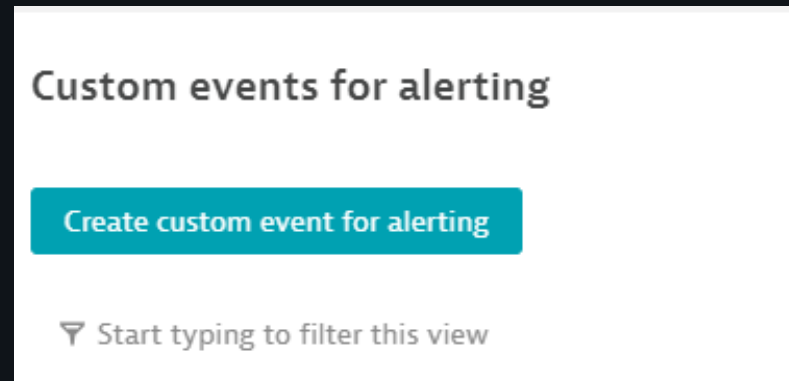 Custom events for alerting
Create custom event for alerting
Start typing to filter this view